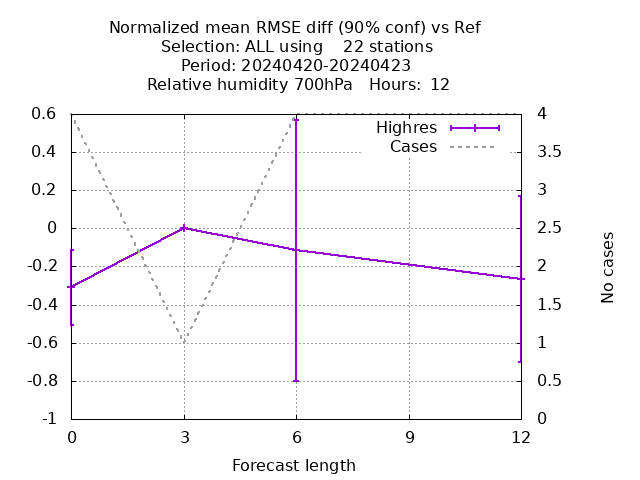 Normalized mean RMSE diff (90% conf) vs Ref
Selection: ALL using    22 stations
Period: 20240420-20240423
Relative humidity 700hPa   Hours:  12
Highres
Cases
0.6
0.4
0.2
0
-0.2
-0.4
-0.6
-0.8
-1
4
3.5
3
2.5
2
1.5
1
0.5
0
No cases
0 3 6 9 12
Forecast length